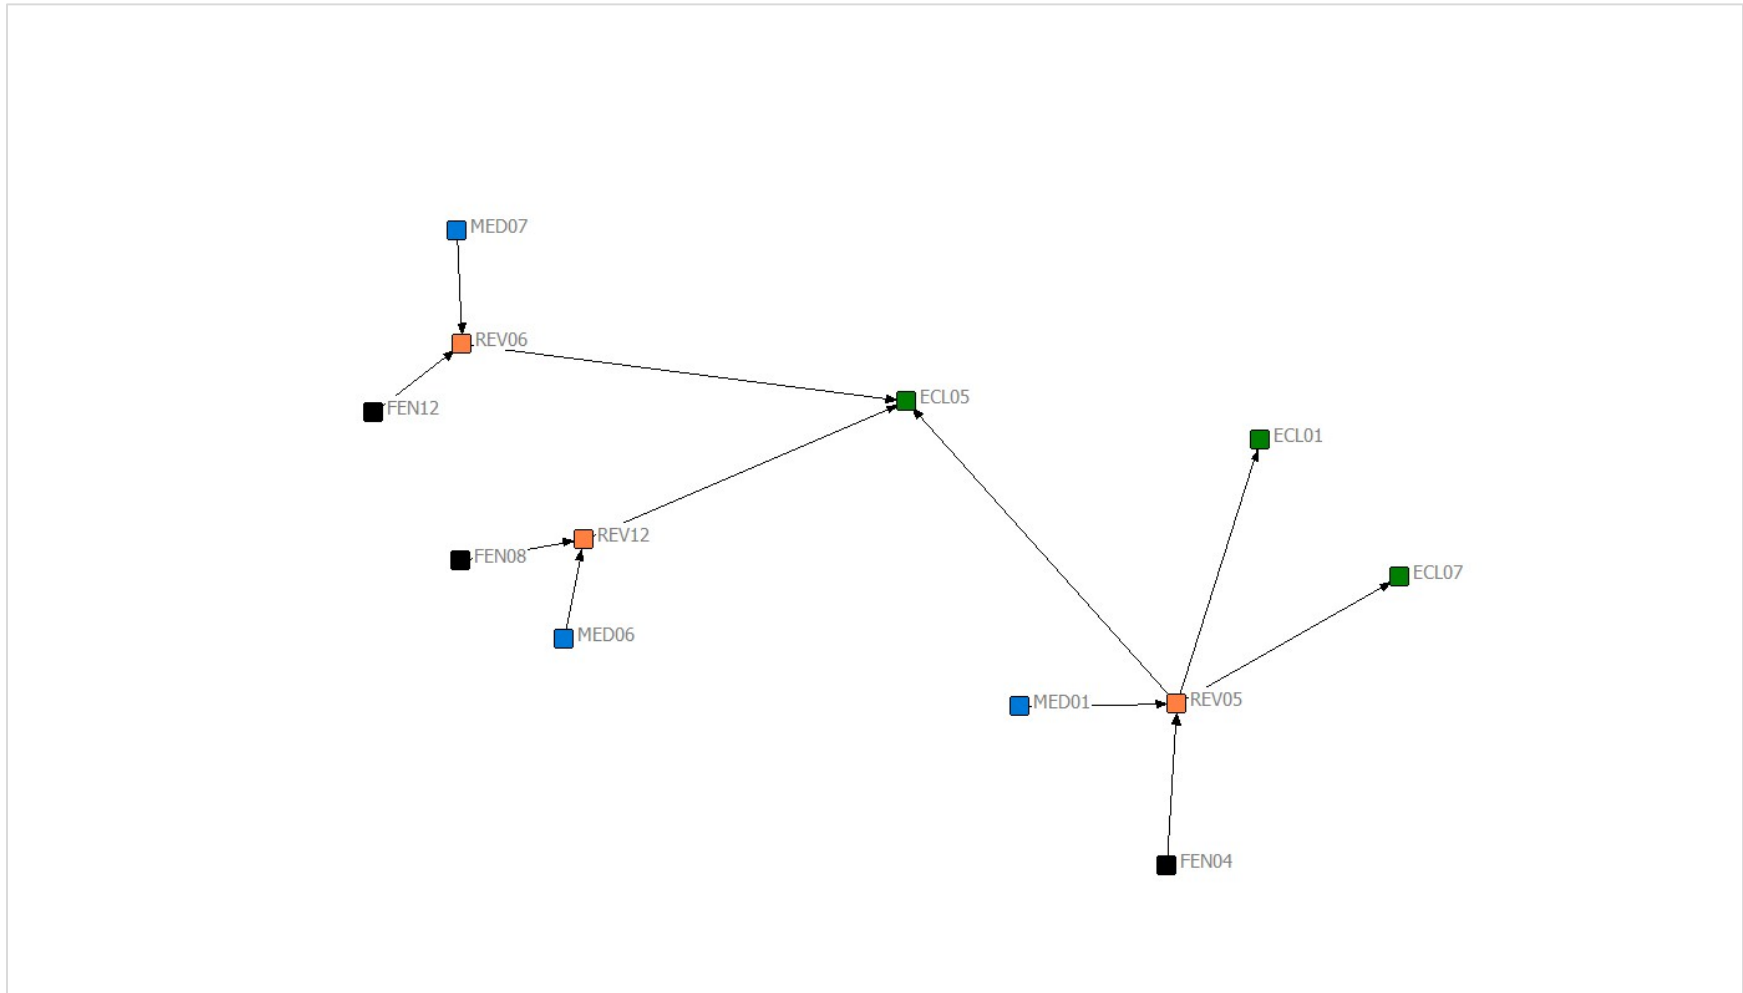 MED07
REV06
ECL05
FEN12
ECL01
REV12
FEN08
ECL07
MED06
REV05
MED01
FEN04